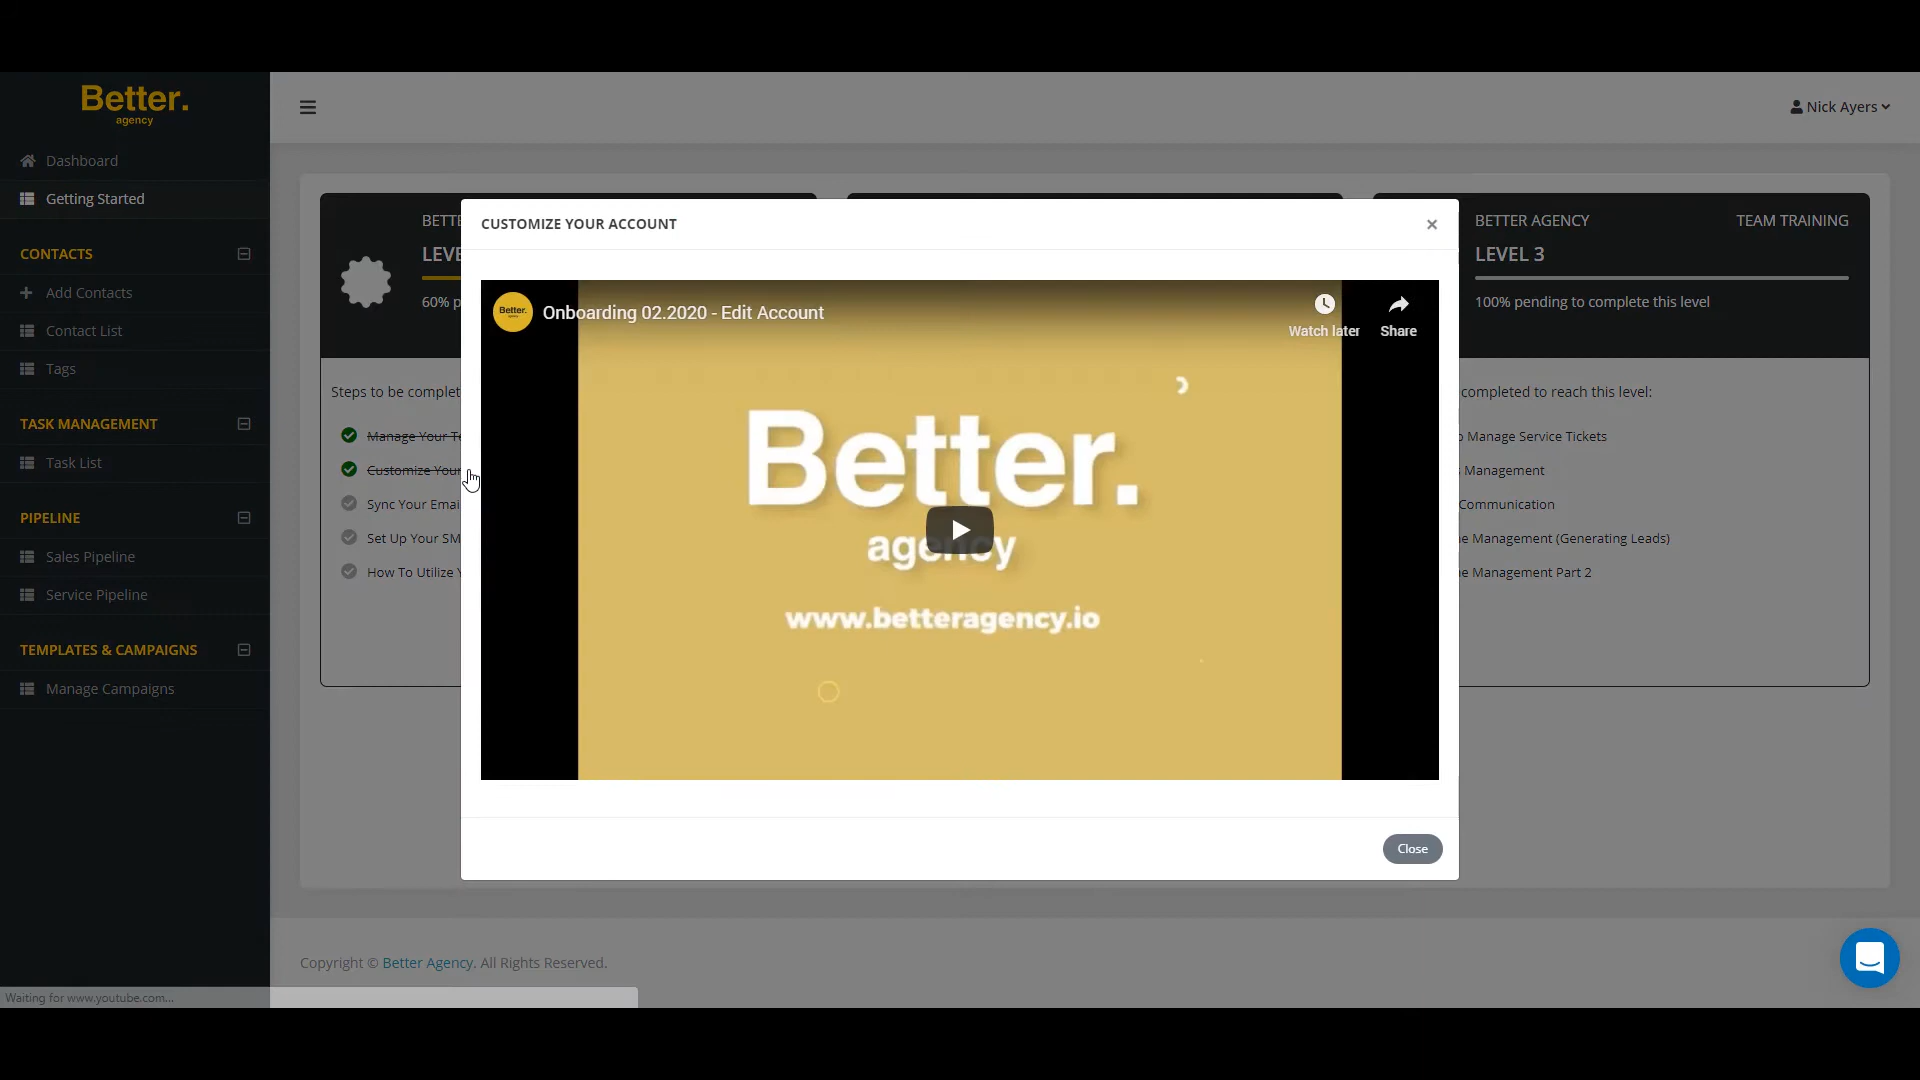 Better.
agency
Nick Ayers
Dashboard
Getting Started
CONTACTS
Add Contacts
Contact List
Tags
TASK MANAGEMENT
Task List
PIPELINE
Sales Pipeline
Service Pipeline
TEMPLATES & CAMPAIGNS
Manage Campaigns
60% p
Steps to be complet
Manage Your T
Customize Your
Sync Your Emai
Set Up Your SM
How To Utilize
CUSTOMIZE YOUR ACCOUNT
×
Better.
Onboarding 02.2020 - Edit Account
Watch later
Share
Better.
agency
www.betteragency.io
Close
BETTER AGENCY TEAM TRAINING
LEVEL 3
100% pending to complete this level
completed to reach this level:
Manage Service Tickets
Management
Communication
Management (Generating Leads)
Management Part 2
Copyright © Better Agency. All Rights Reserved.
Waiting for www.youtube.com...